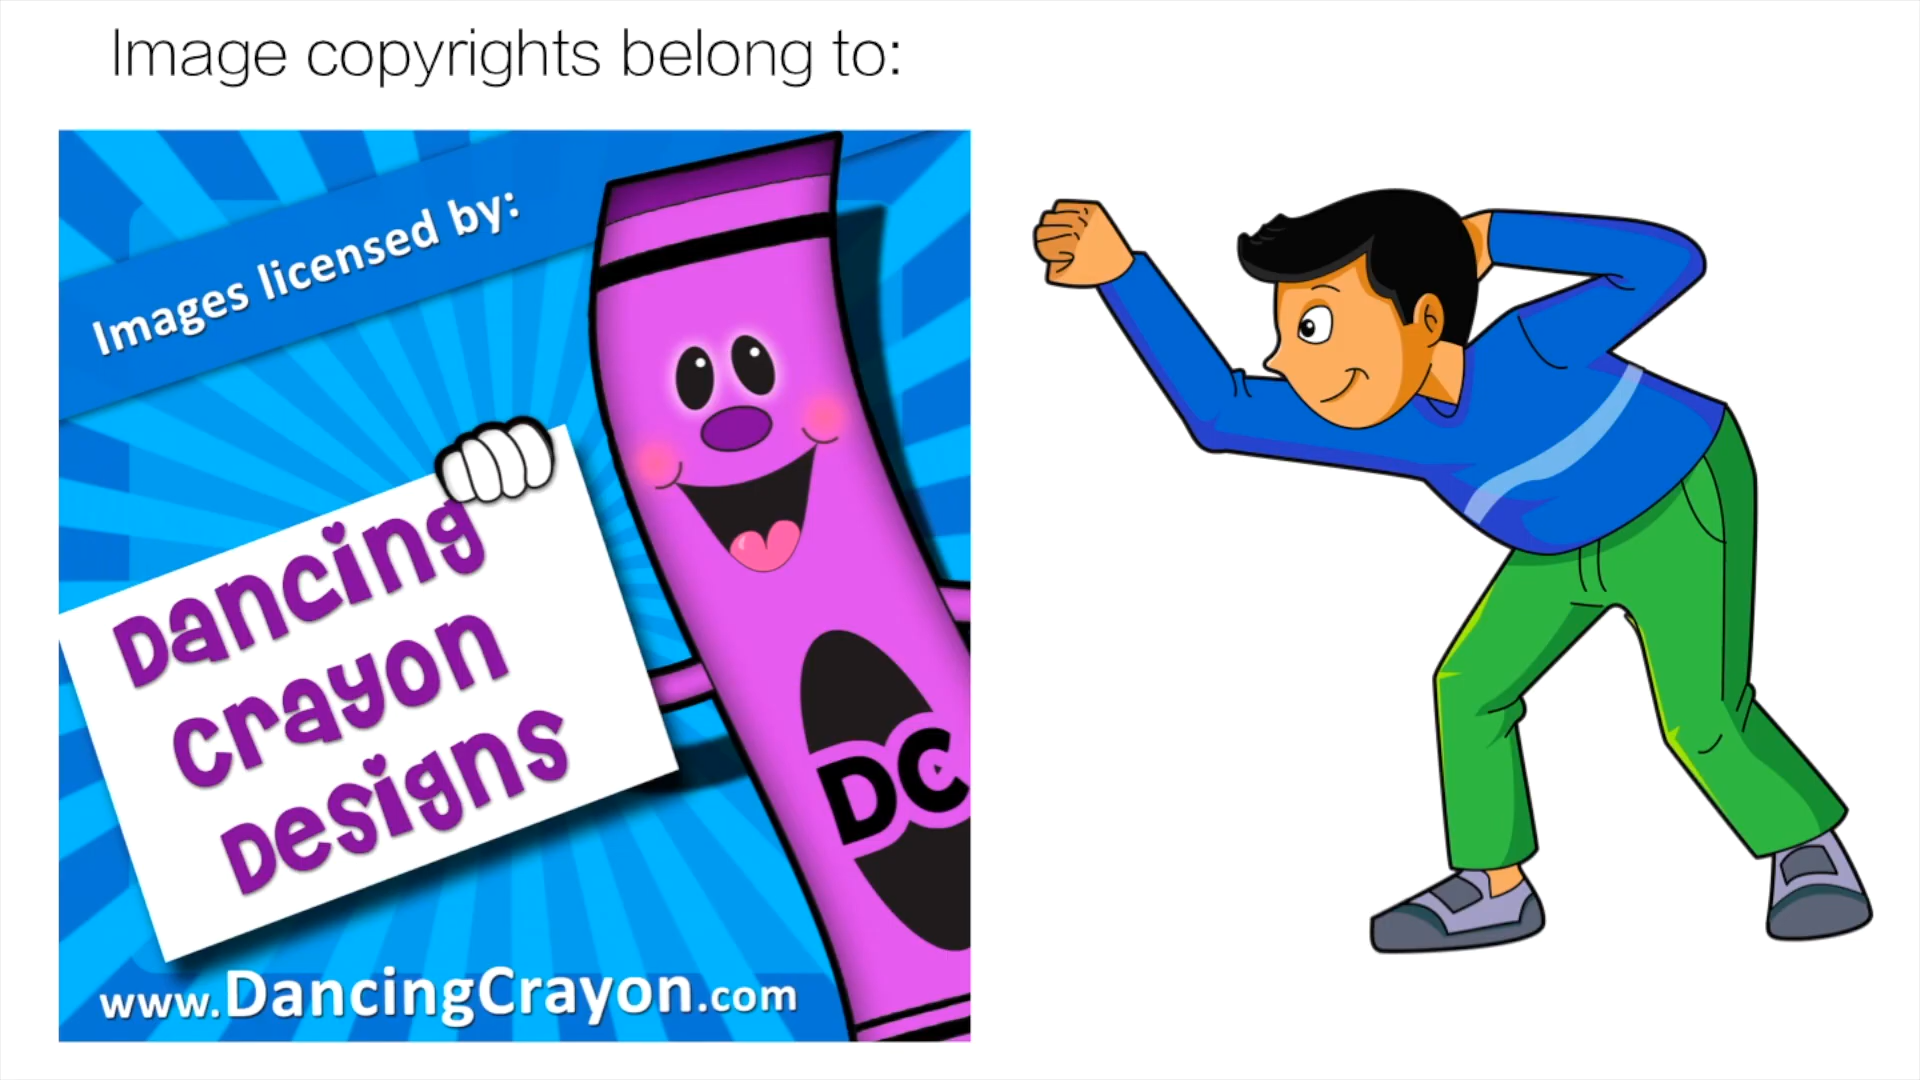 Image copyrights belong to:
Images licensed by:
Dancing
Crayon
Designs
DC
www.DancingCrayon.com